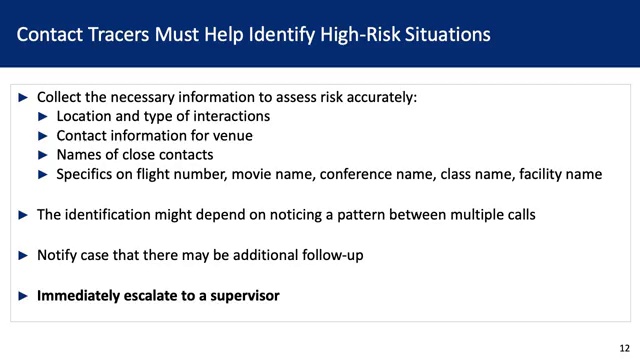 Contact Tracers Must Help Identify High-Risk Situations
► Collect the necessary information to assess risk accurately:
► Location and type of interactions
► Contact information for venue
► Names of close contacts
► Specifics on flight number, movie name, conference name, class name, facility name
► The identification might depend on noticing a pattern between multiple calls
► Notify case that there may be additional follow-up
► Immediately escalate to a supervisor
12